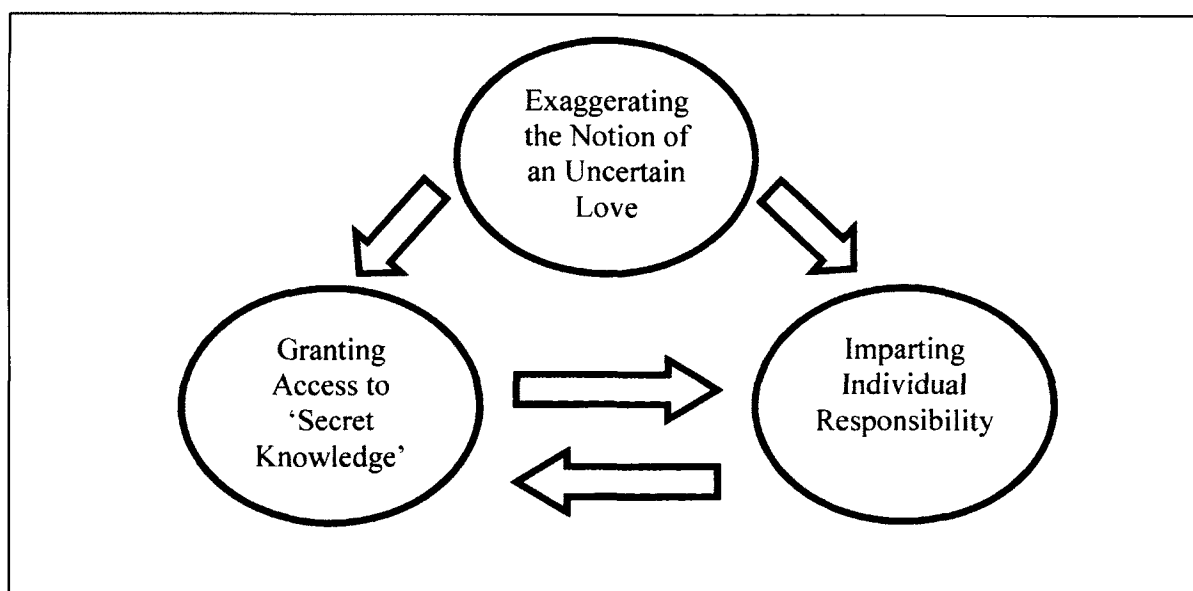 Exaggerating
the Notion of
an Uncertain
Love
Granting
Access to
‘Secret
Knowledge’
Imparting
Individual
Responsibility